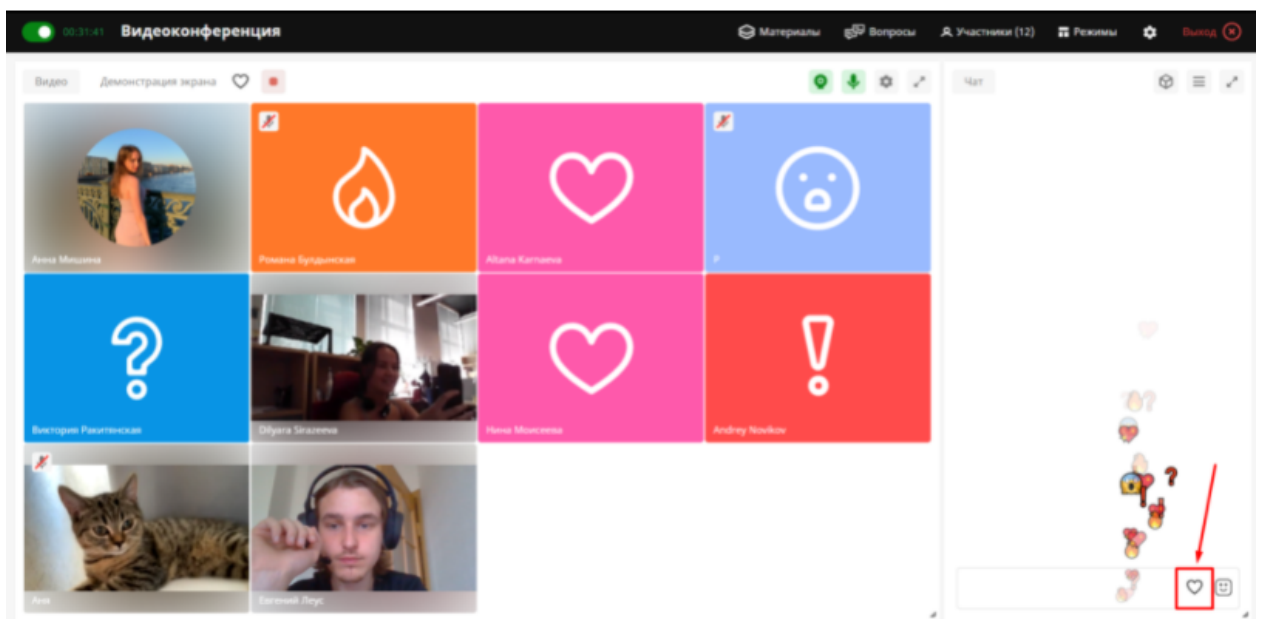 00:31:41 Видеоконференция Материалы Вопросы Участники (12) Режимы Выход
Видео Демонстрация экрана Чат
Анна Мишина Романа Булдынская Altana Karnaeva P
Виктория Ракитенская Dilyara Sirazeeva Нина Моисеева Andrey Novikov
Аня Евгений Леус